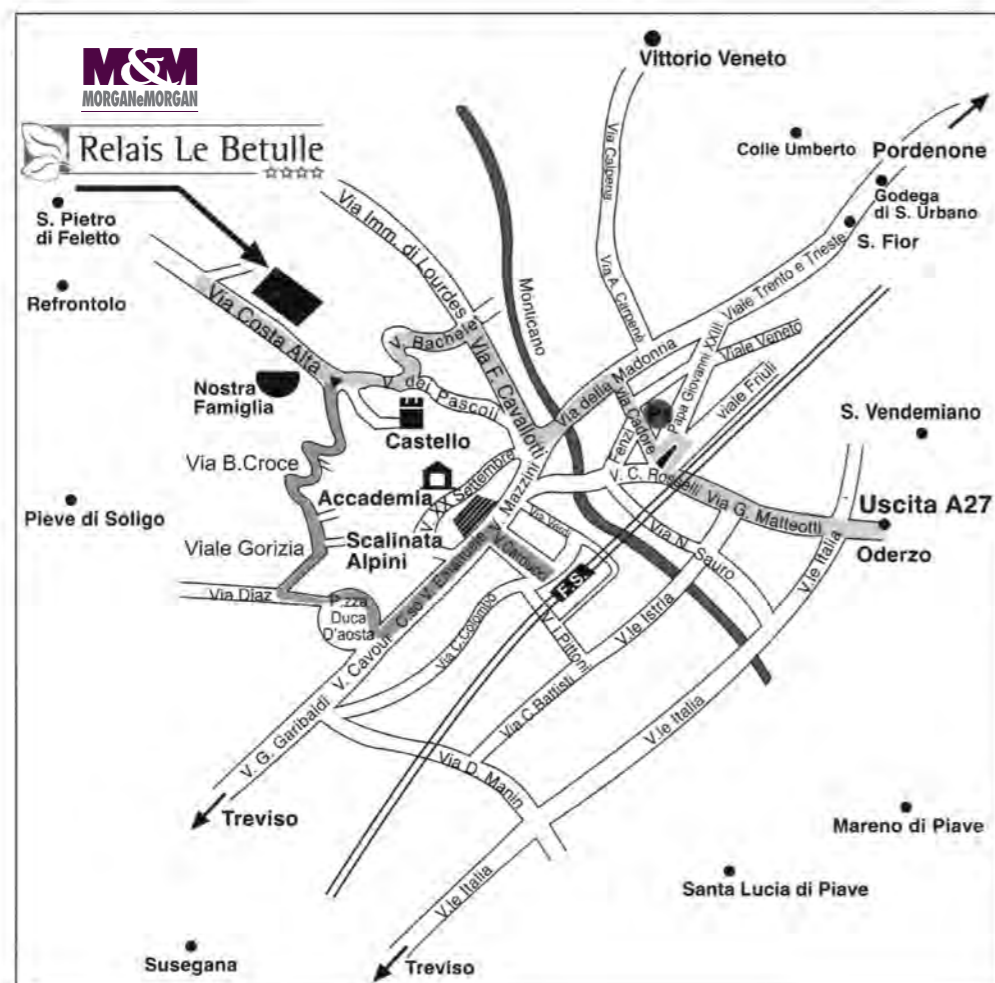 M&M
MORGANeMORGAN
Relais Le Betulle
Vittorio Veneto
Colle Umberto
Pordenone
Godega
di S. Urbano
S. Fior
S. Pietro
di Feletto
Refrontolo
Via Imm. di Lourdes
Via Calpena
Via A. Carpenè
Viale Trento e Trieste
Monticano
Via Costa Alta
V. Bachelet
Via F. Cavallotti
Via della Madonna
Papa Giovanni XXIII
Viale Veneto
viale Friuli
Nostra
Famiglia
V. dei Pascoli
Castello
Via Cadore
P
Fenzi
S. Vendemiano
Via B.Croce
Accademia
V. XX Settembre
V. Mazzini
V. C. Rosselli
Via G. Matteotti
Uscita A27
Pieve di Soligo
Viale Gorizia
Scalinata
Alpini
Via Verdi
V. Carducci
Via N. Sauro
Oderzo
Via Diaz
P.zza
Duca
D'aosta
C.so V. Emanuele
F.S.
V.le Italia
V. Cavour
Via C.Colombo
V. I.Pittoni
V.le Istria
V. G. Garibaldi
Via C.Battisti
V.le Italia
Via D. Manin
Treviso
Mareno di Piave
V.le Italia
Santa Lucia di Piave
Susegana
Treviso